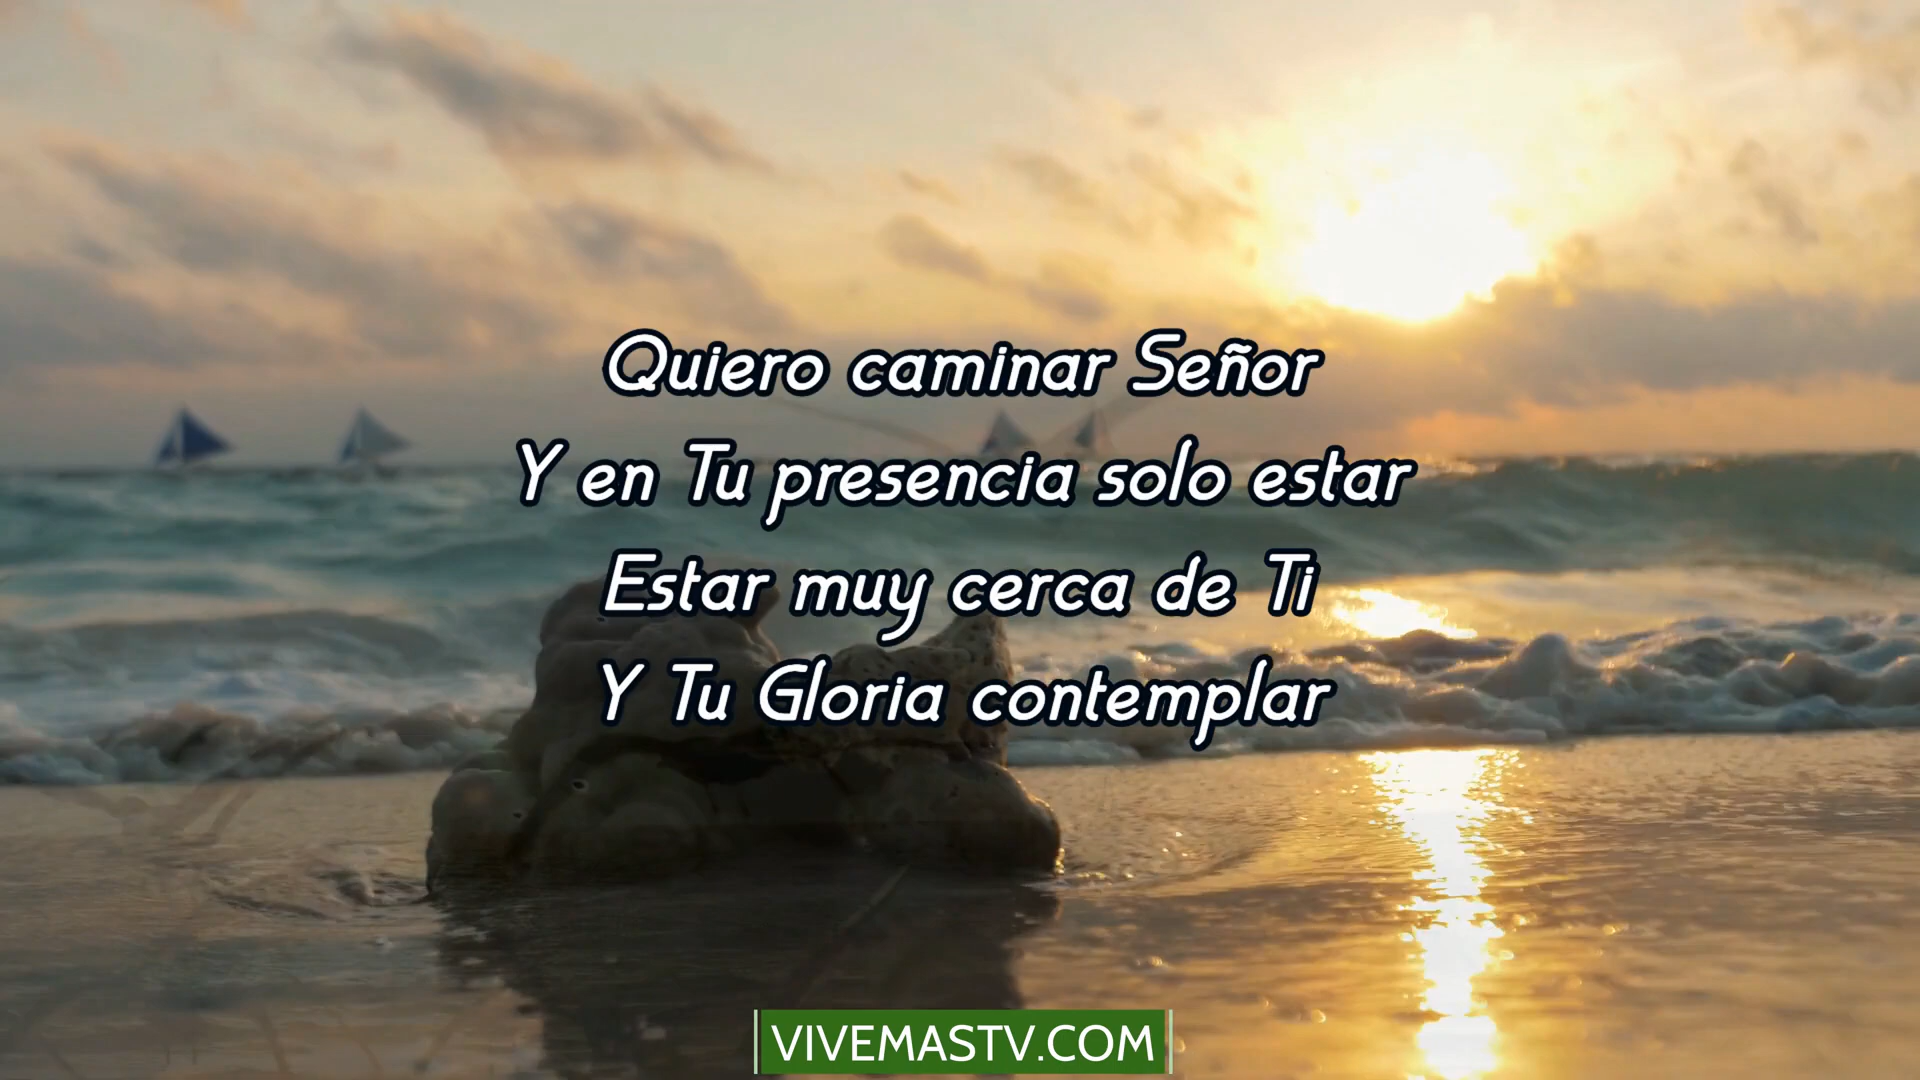 Quiero caminar Señor
Y en Tu presencia solo estar
Estar muy cerca de Ti
Y Tu Gloria contemplar
VIVEMASTV.COM